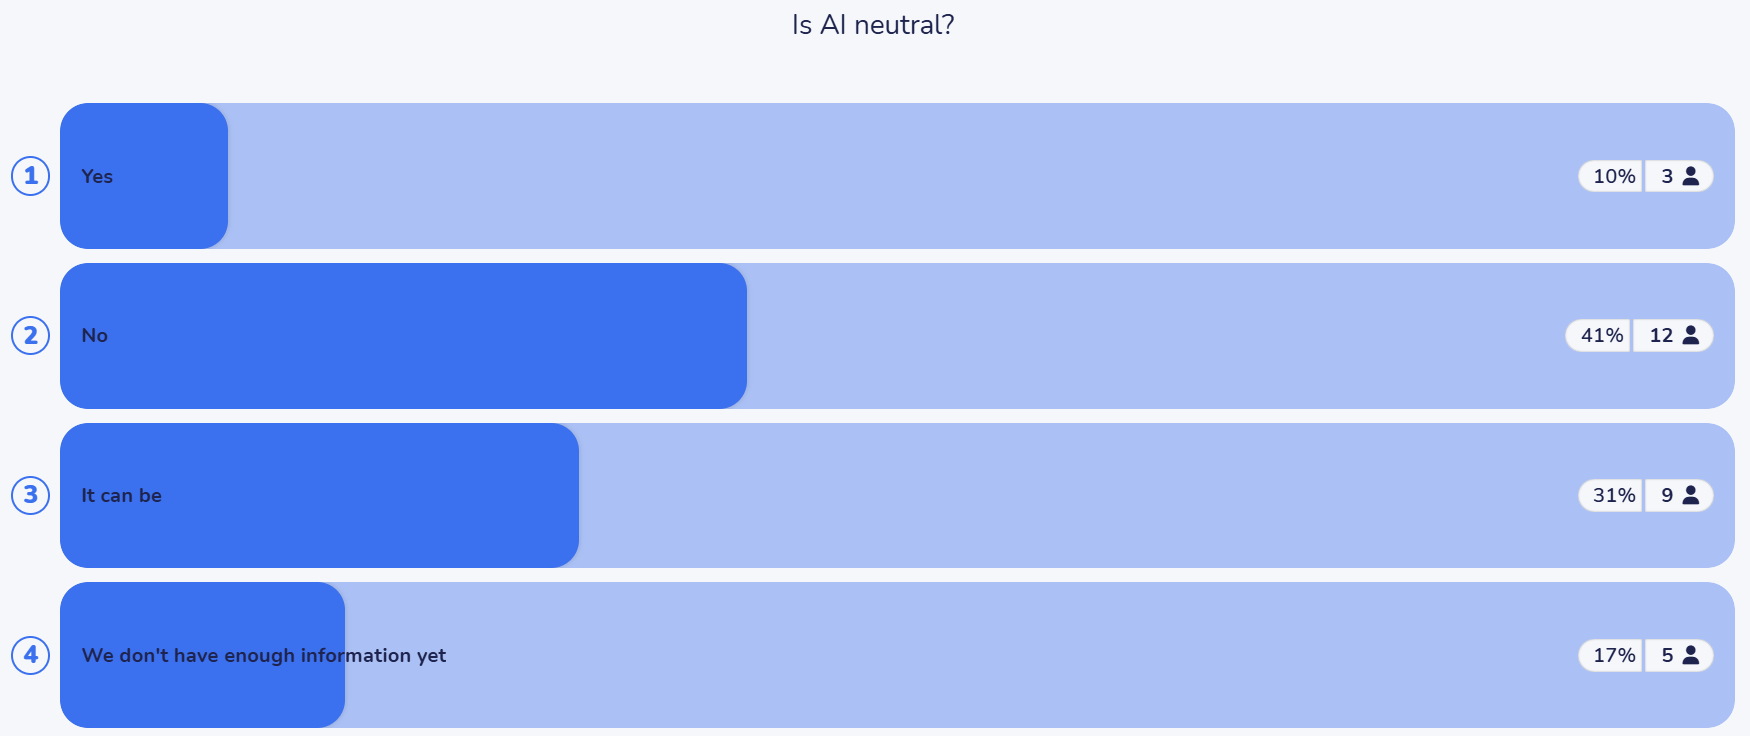 Is AI neutral?
1 Yes 10% 3
2 No 41% 12
3 It can be 31% 9
4 We don't have enough information yet 17% 5